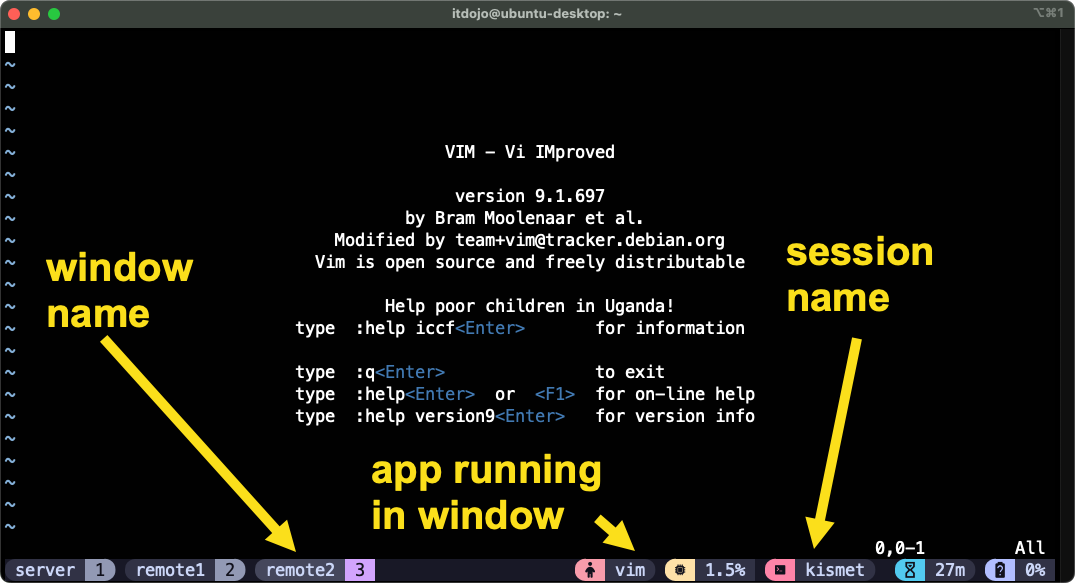 itdojo@ubuntu-desktop: ~
⌥⌘1
~
~
~
~
~
VIM - Vi IMproved
~
~
version 9.1.697
~
by Bram Moolenaar et al.
~
Modified by team+vim@tracker.debian.org
~
Vim is open source and freely distributable
~
window
name
session
name
~
Help poor children in Uganda!
~
type :help iccf<Enter> for information
~
~
type :q<Enter> to exit
~
type :help<Enter> or <F1> for on-line help
~
type :help version9<Enter> for version info
~
~
app running
in window
~
~
~
~
0,0-1 All
server 1 remote1 2 remote2 3 vim 1.5% kismet 27m ? 0%